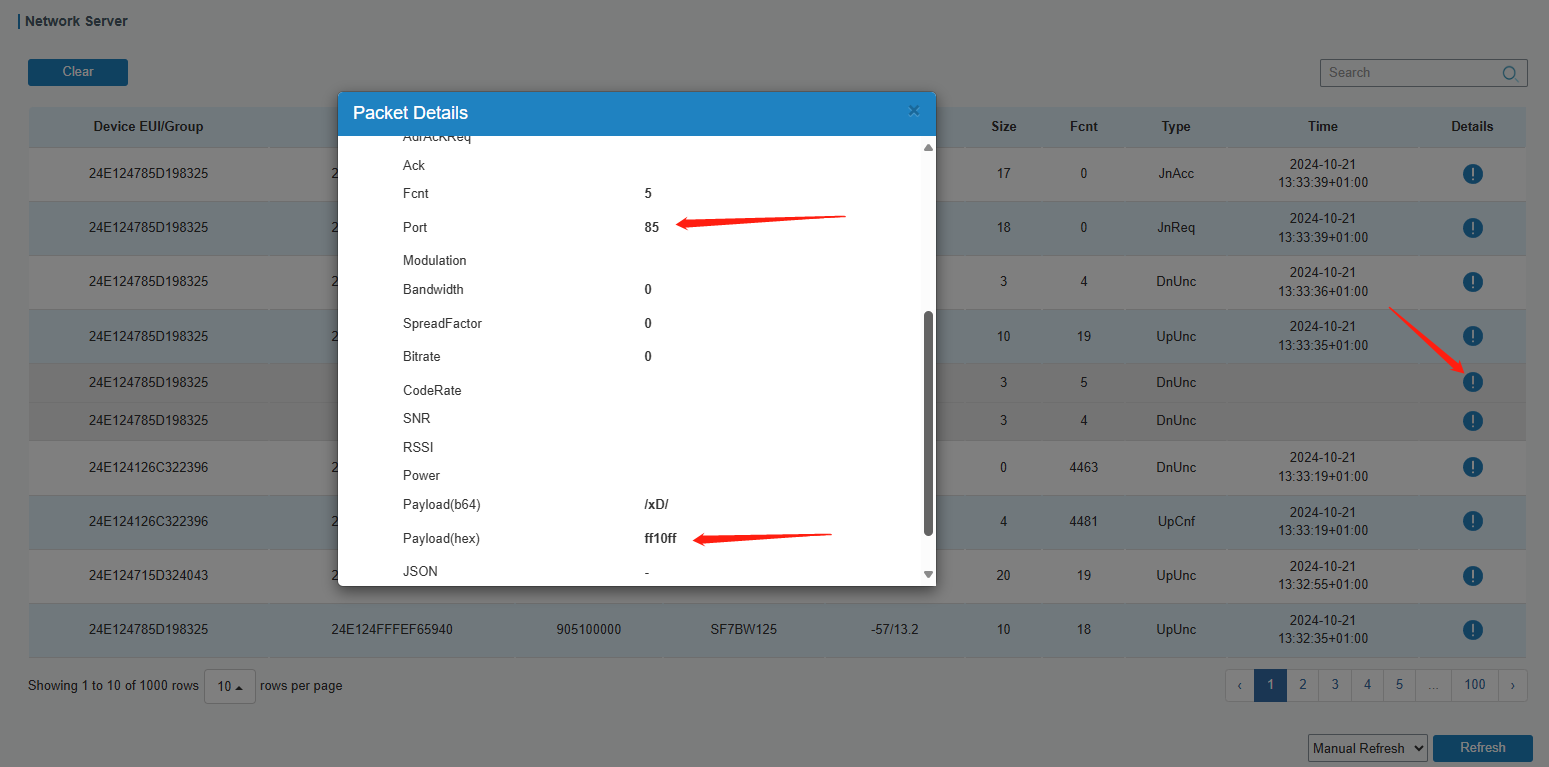 Network Server
Clear
Search
Device EUI/Group Size Fcnt Type Time Details
24E124785D198325 2 17 0 JnAcc 2024-10-21 13:33:39+01:00
24E124785D198325 2 18 0 JnReq 2024-10-21 13:33:39+01:00
24E124785D198325 2 3 4 DnUnc 2024-10-21 13:33:36+01:00
24E124785D198325 2 10 19 UpUnc 2024-10-21 13:33:35+01:00
24E124785D198325 3 5 DnUnc
24E124785D198325 3 4 DnUnc
24E124126C322396 2 0 4463 DnUnc 2024-10-21 13:33:19+01:00
24E124126C322396 2 4 4481 UpCnf 2024-10-21 13:33:19+01:00
24E124715D324043 2 20 19 UpUnc 2024-10-21 13:32:55+01:00
24E124785D198325 24E124FFFEF65940 905100000 SF7BW125 -57/13.2 10 18 UpUnc 2024-10-21 13:32:35+01:00
Packet Details ×
AdrAcKReq
Ack
Fcnt 5
Port 85
Modulation
Bandwidth 0
SpreadFactor 0
Bitrate 0
CodeRate
SNR
RSSI
Power
Payload(b64) /xD/
Payload(hex) ff10ff
JSON -
Showing 1 to 10 of 1000 rows 10 rows per page
‹ 1 2 3 4 5 ... 100 ›
Manual Refresh Refresh